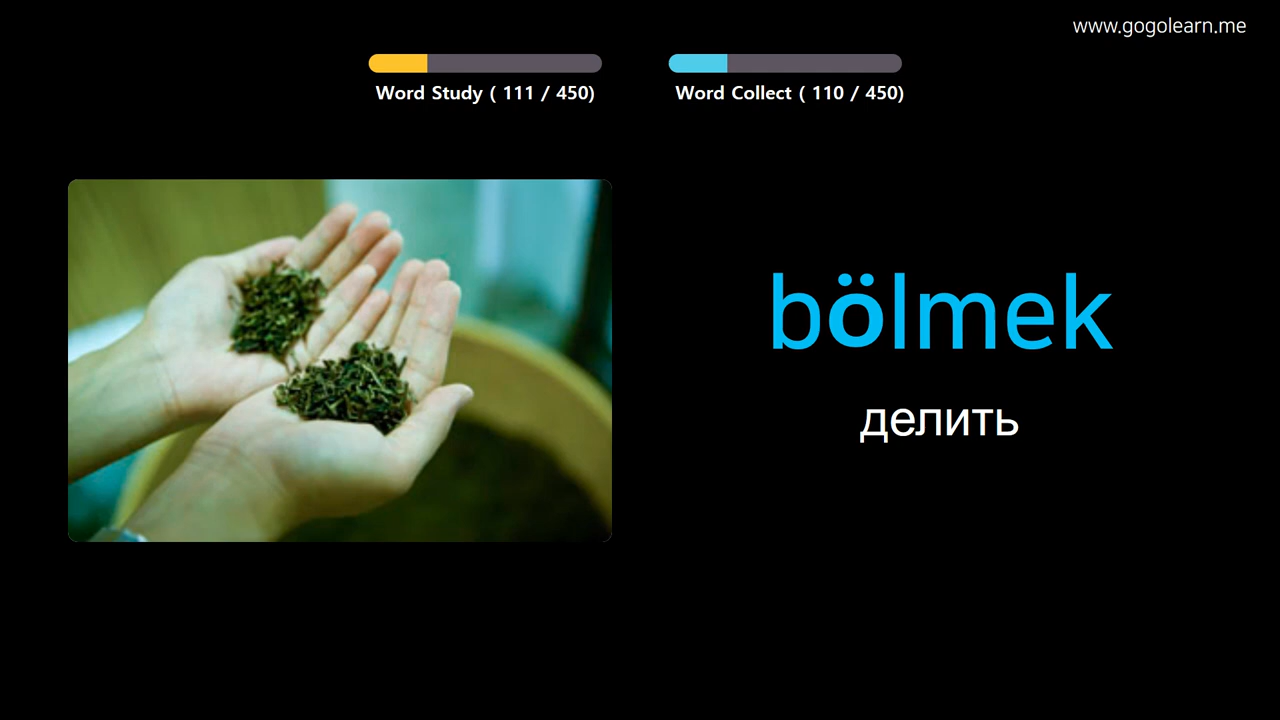 www.gogolearn.me
Word Study ( 111 / 450)
Word Collect ( 110 / 450)
bölmek
делить